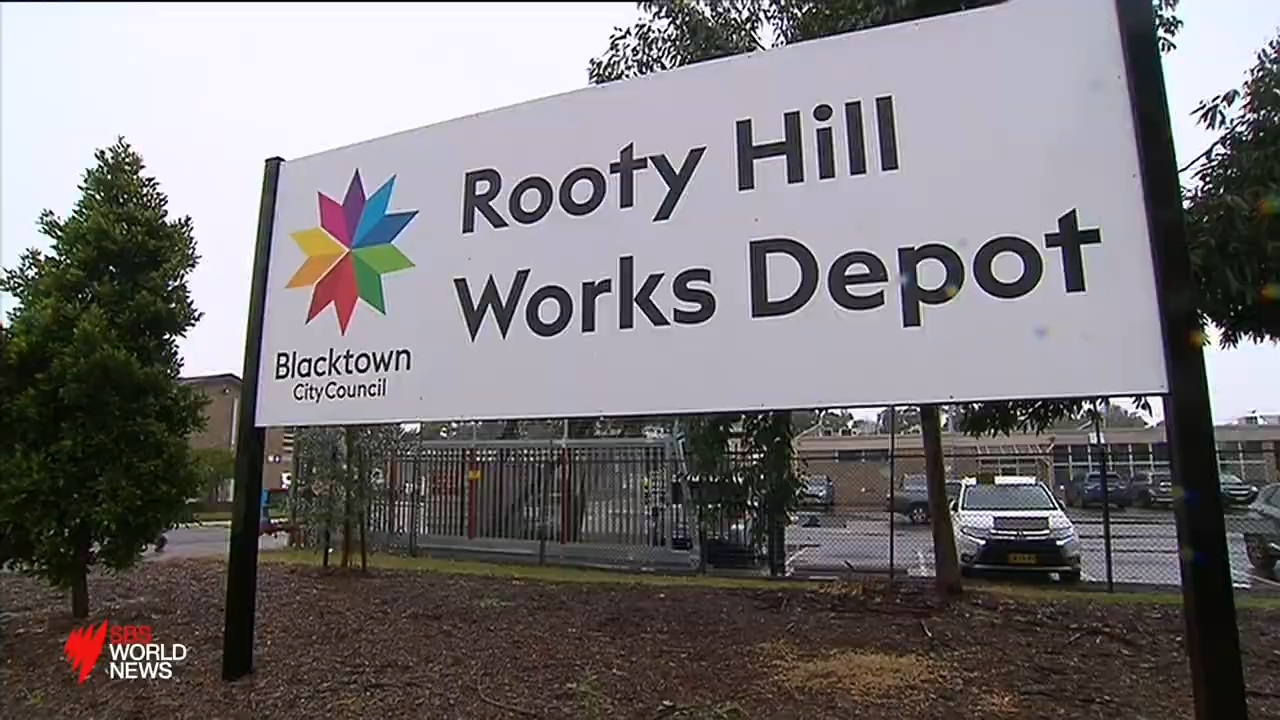 Rooty Hill
Works Depot
Blacktown
City Council
SBS
WORLD
NEWS